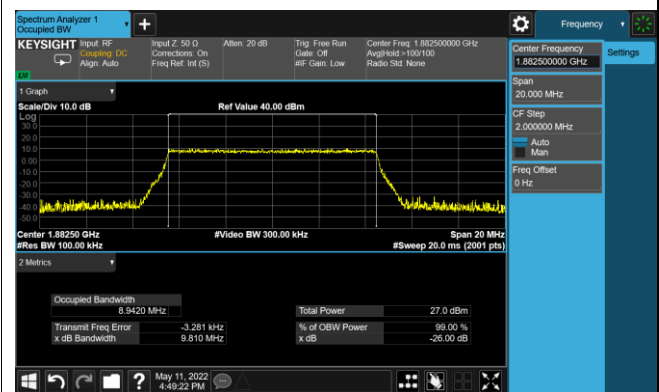 Spectrum Analyzer 1
Occupied BW
Frequency
KEYSIGHT
Input: RF
Coupling: DC
Align: Auto
Input Z: 50 Ω
Corrections: On
Freq Ref: Int (S)
Atten: 20 dB
Trig: Free Run
Gate: Off
#IF Gain: Low
Center Freq: 1.882500000 GHz
Avg|Hold:>100/100
Radio Std: None
Center Frequency
1.882500000 GHz
Settings
Span
20.000 MHz
CF Step
2.000000 MHz
Auto
Man
Freq Offset
0 Hz
1 Graph
Scale/Div 10.0 dB
Ref Value 40.00 dBm
Log
30.0
20.0
10.0
0.00
-10.0
-20.0
-30.0
-40.0
-50.0
Center 1.88250 GHz
#Video BW 300.00 kHz
Span 20 MHz
#Res BW 100.00 kHz
#Sweep 20.0 ms (2001 pts)
2 Metrics
Occupied Bandwidth
8.9420 MHz
Total Power
27.0 dBm
Transmit Freq Error
-3.281 kHz
% of OBW Power
99.00 %
x dB Bandwidth
9.810 MHz
x dB
-26.00 dB
May 11, 2022
4:49:22 PM